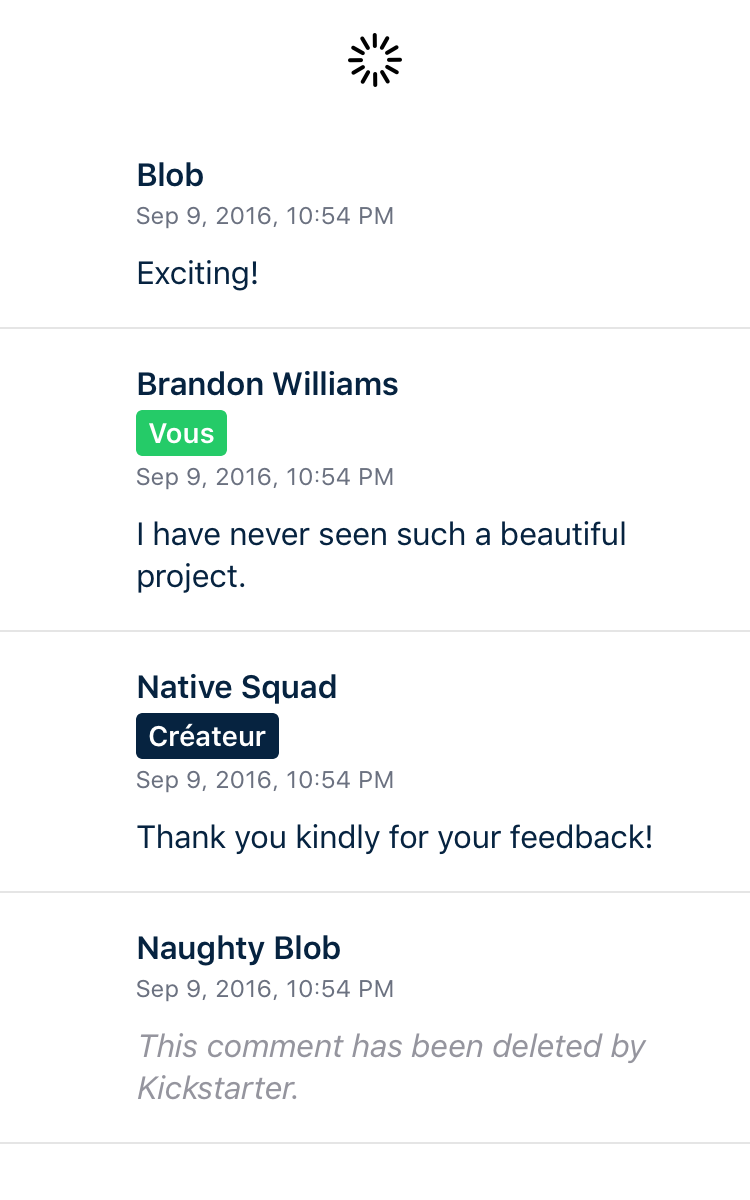 Blob
Sep 9, 2016, 10:54 PM
Exciting!
Brandon Williams
Vous
Sep 9, 2016, 10:54 PM
I have never seen such a beautiful
project.
Native Squad
Créateur
Sep 9, 2016, 10:54 PM
Thank you kindly for your feedback!
Naughty Blob
Sep 9, 2016, 10:54 PM
This comment has been deleted by
Kickstarter.